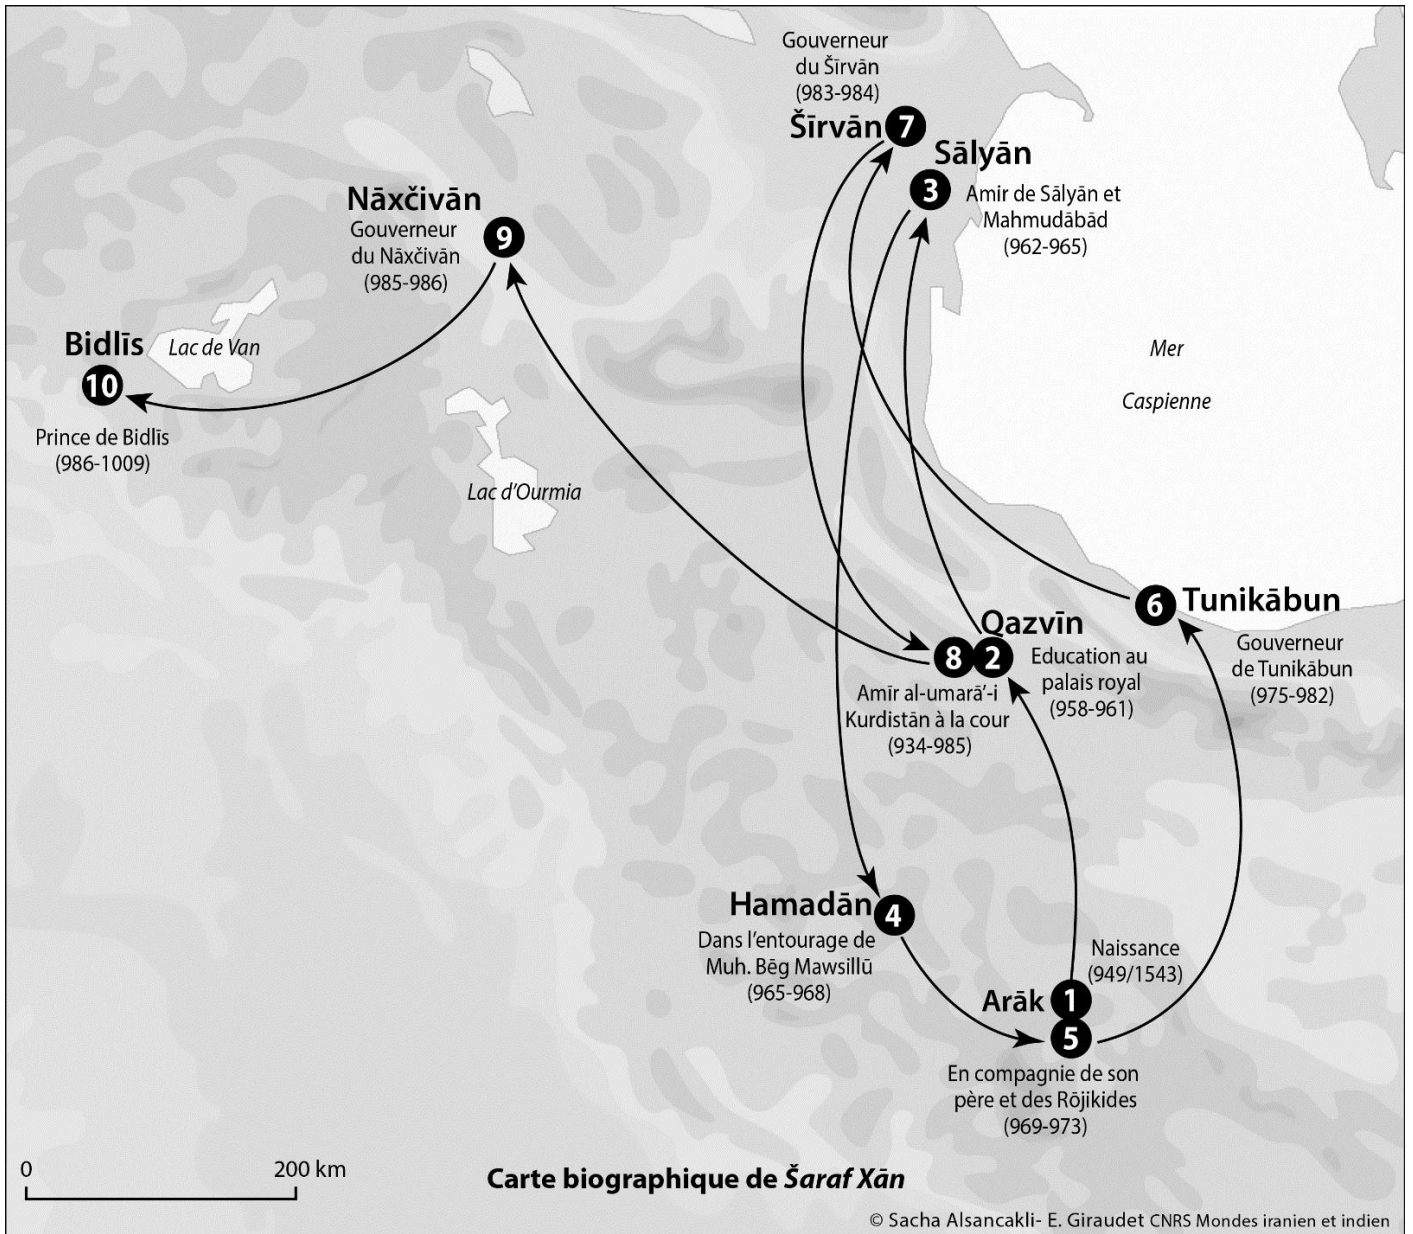 Gouverneur
du Šīrvān
(983-984)
Šīrvān
7
Sālyān
3
Amir de Sālyān et
Mahmudābād
(962-965)
Nāxčivān
Gouverneur
du Nāxčivān
(985-986)
9
Bidlīs
10
Lac de Van
Prince de Bidlīs
(986-1009)
Lac d'Ourmia
Mer
Caspienne
6
Tunikābun
Gouverneur
de Tunikābun
(975-982)
Qazvīn
8
2
Education au
palais royal
(958-961)
Amīr al-umarā'-i
Kurdistān à la cour
(934-985)
Hamadān
4
Dans l'entourage de
Muh. Bēg Mawsillū
(965-968)
Naissance
(949/1543)
Arāk
1
5
En compagnie de son
père et des Rōjikides
(969-973)
0
200 km
Carte biographique de Šaraf Xān
© Sacha Alsancakli- E. Giraudet CNRS Mondes iranien et indien